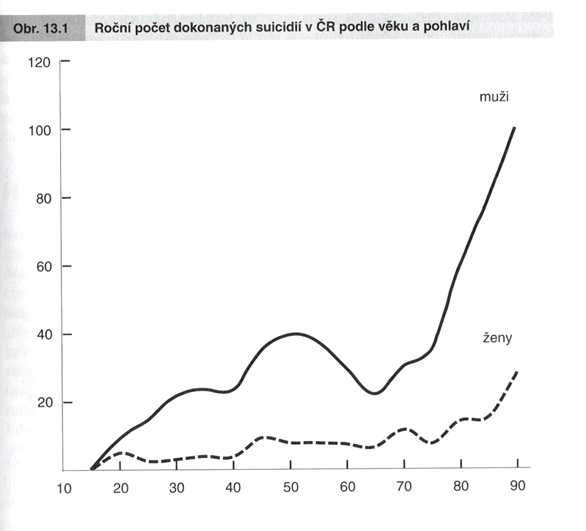 Obr. 13.1 Roční počet dokonaných suicidií v ČR podle věku a pohlaví
120
muži
100
80
60
40
ženy
20
10 20 30 40 50 60 70 80 90